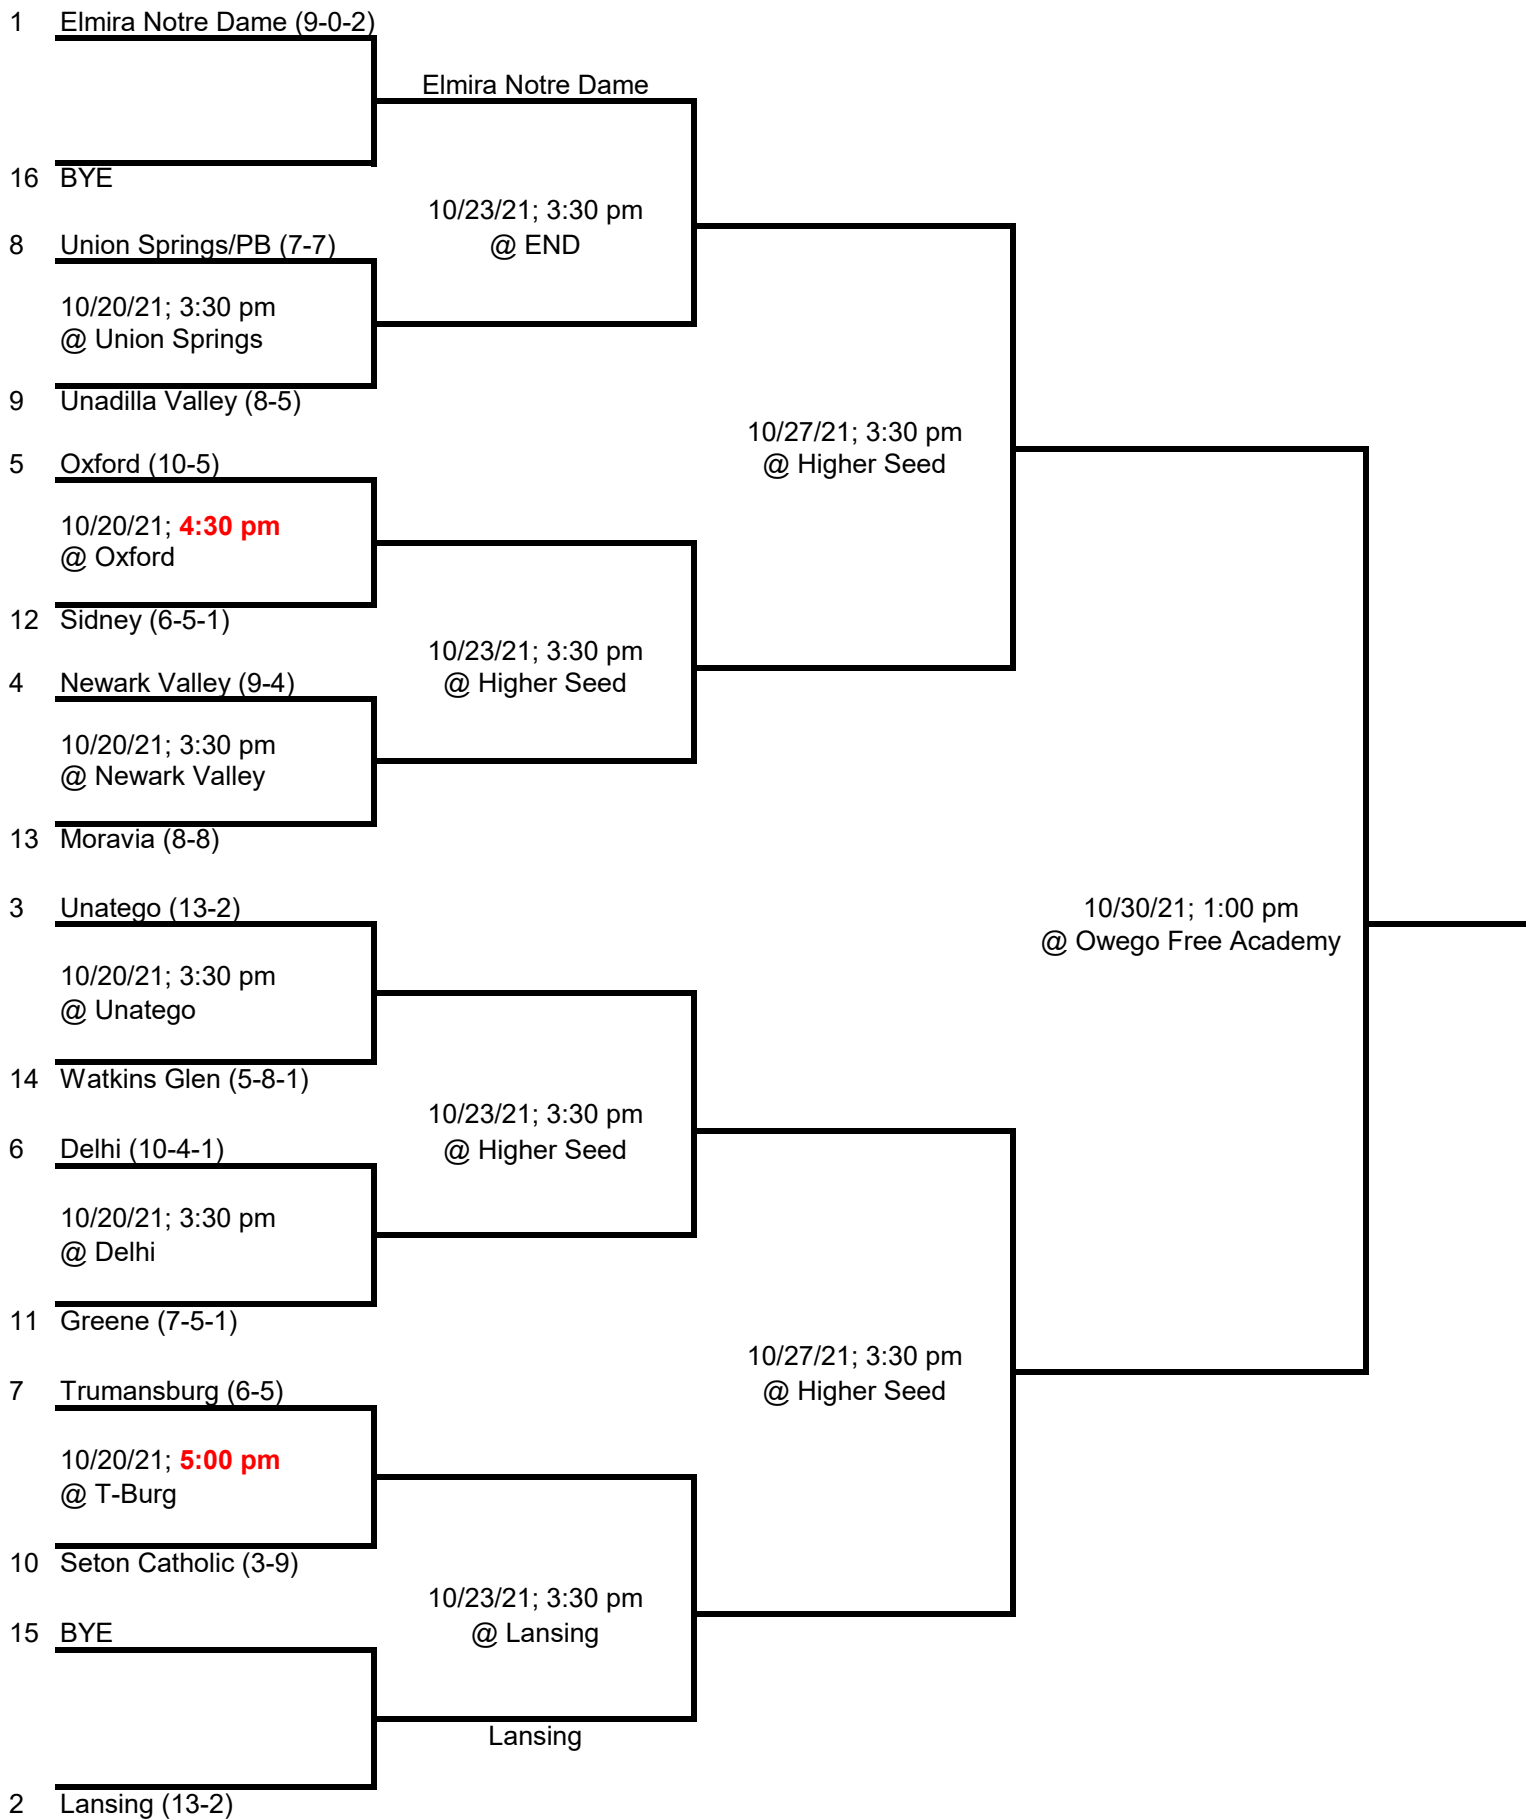 1 Elmira Notre Dame (9-0-2)
Elmira Notre Dame
16 BYE
10/23/21; 3:30 pm
@ END
8 Union Springs/PB (7-7)
10/20/21; 3:30 pm
@ Union Springs
9 Unadilla Valley (8-5)
10/27/21; 3:30 pm
@ Higher Seed
5 Oxford (10-5)
10/20/21; 4:30 pm
@ Oxford
12 Sidney (6-5-1)
10/23/21; 3:30 pm
@ Higher Seed
4 Newark Valley (9-4)
10/20/21; 3:30 pm
@ Newark Valley
13 Moravia (8-8)
3 Unatego (13-2)
10/30/21; 1:00 pm
@ Owego Free Academy
10/20/21; 3:30 pm
@ Unatego
14 Watkins Glen (5-8-1)
10/23/21; 3:30 pm
@ Higher Seed
6 Delhi (10-4-1)
10/20/21; 3:30 pm
@ Delhi
11 Greene (7-5-1)
10/27/21; 3:30 pm
@ Higher Seed
7 Trumansburg (6-5)
10/20/21; 5:00 pm
@ T-Burg
10 Seton Catholic (3-9)
10/23/21; 3:30 pm
@ Lansing
15 BYE
Lansing
2 Lansing (13-2)